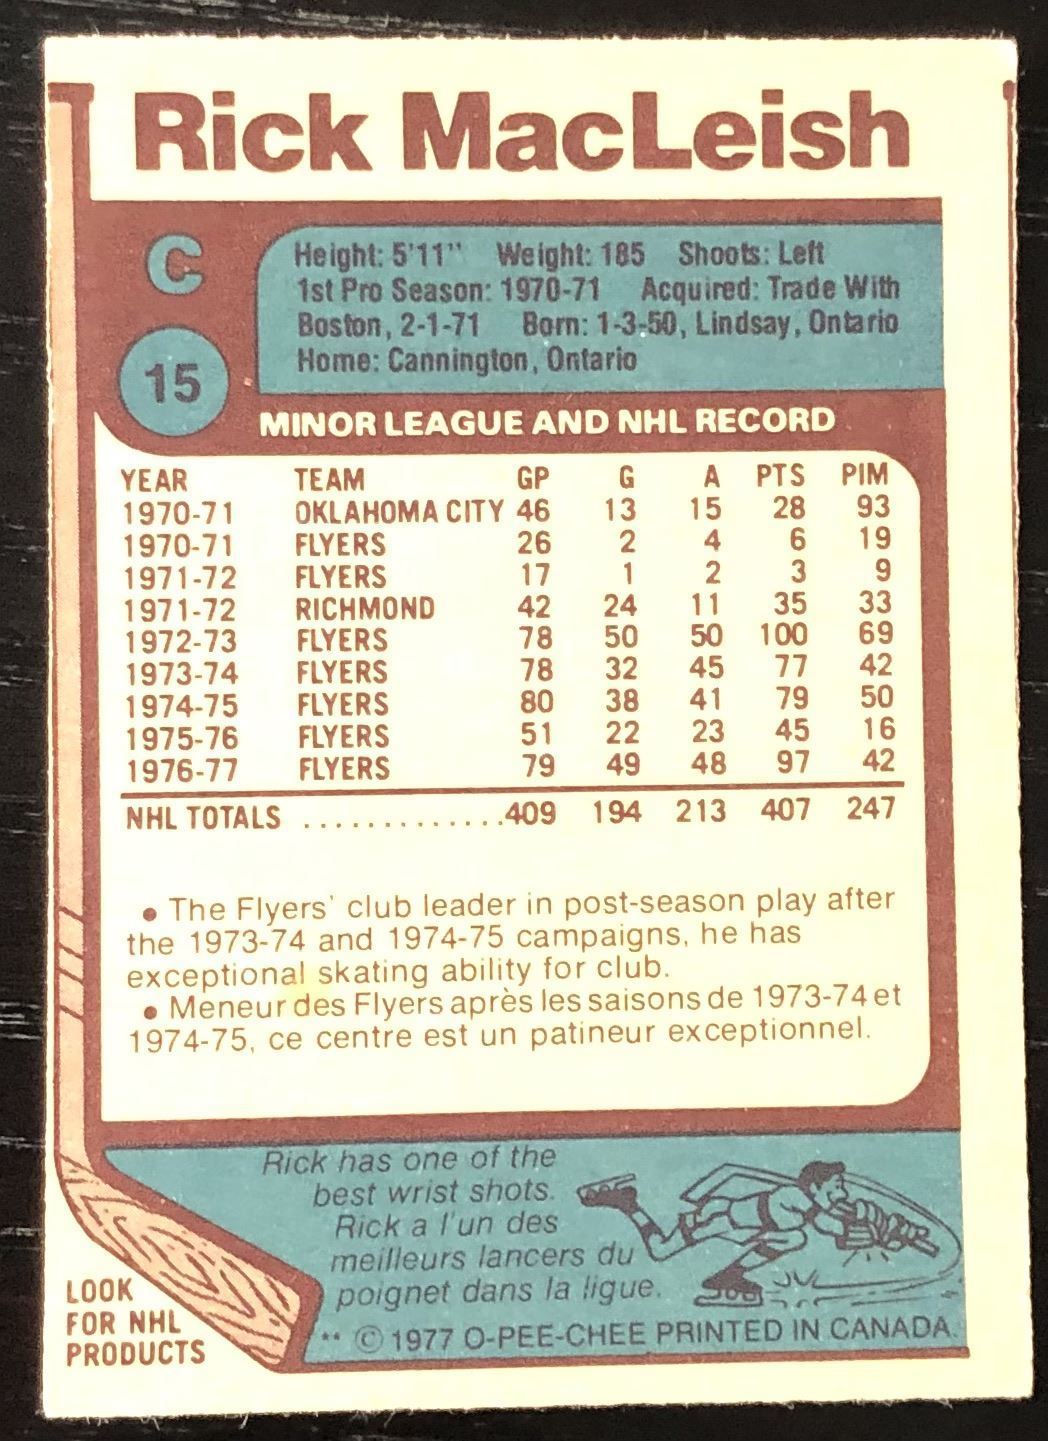 Rick MacLeish
C
Height: 5'11" Weight: 185 Shoots: Left
1st Pro Season: 1970-71 Acquired: Trade With
Boston, 2-1-71 Born: 1-3-50, Lindsay, Ontario
Home: Cannington, Ontario
15
MINOR LEAGUE AND NHL RECORD
YEAR TEAM GP G A PTS PIM
1970-71 OKLAHOMA CITY 46 13 15 28 93
1970-71 FLYERS 26 2 4 6 19
1971-72 FLYERS 17 1 2 3 9
1971-72 RICHMOND 42 24 11 35 33
1972-73 FLYERS 78 50 50 100 69
1973-74 FLYERS 78 32 45 77 42
1974-75 FLYERS 80 38 41 79 50
1975-76 FLYERS 51 22 23 45 16
1976-77 FLYERS 79 49 48 97 42
NHL TOTALS ..............409 194 213 407 247
• The Flyers' club leader in post-season play after
the 1973-74 and 1974-75 campaigns, he has
exceptional skating ability for club.
• Meneur des Flyers après les saisons de 1973-74 et
1974-75, ce centre est un patineur exceptionnel.
Rick has one of the
best wrist shots.
Rick a l'un des
meilleurs lancers du
poignet dans la ligue.
LOOK
FOR NHL
PRODUCTS
** © 1977 O-PEE-CHEE PRINTED IN CANADA.